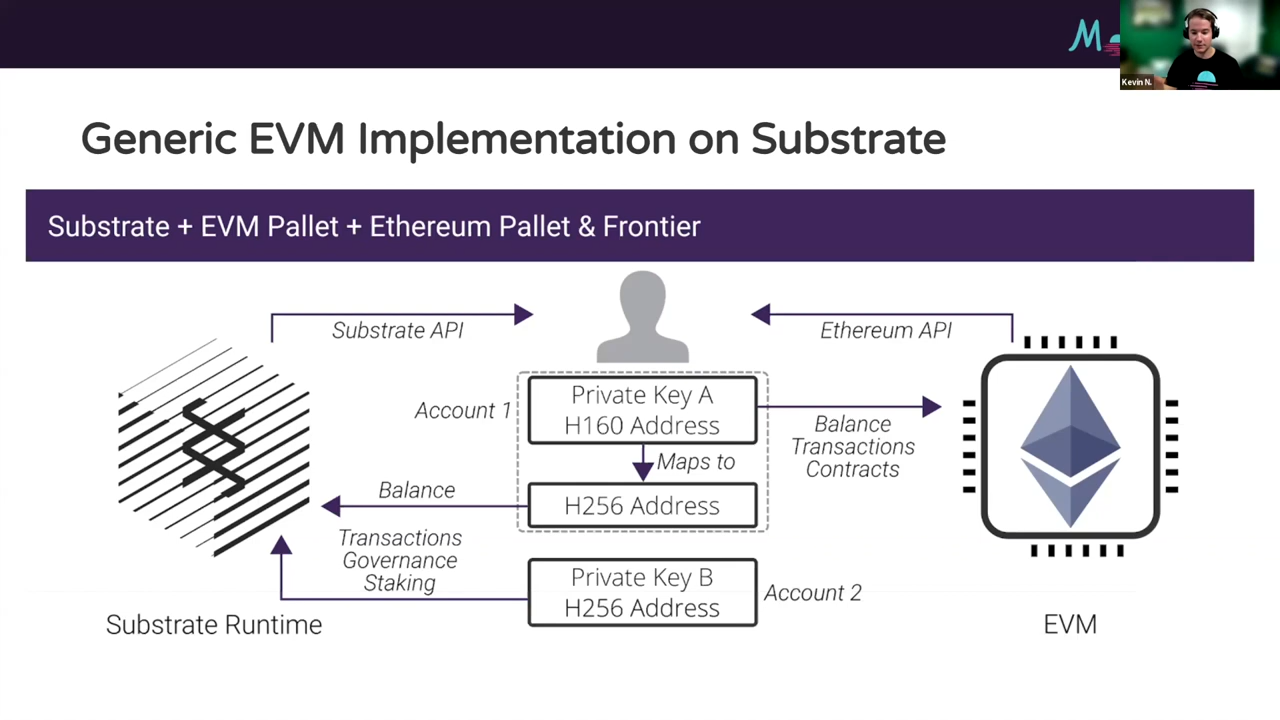 M
Kevin N.
Generic EVM Implementation on Substrate
Substrate + EVM Pallet + Ethereum Pallet & Frontier
Substrate API
Ethereum API
Account 1
Private Key A
H160 Address
Balance
Transactions
Contracts
Maps to
Balance
H256 Address
Transactions
Governance
Staking
Private Key B
H256 Address
Account 2
Substrate Runtime
EVM